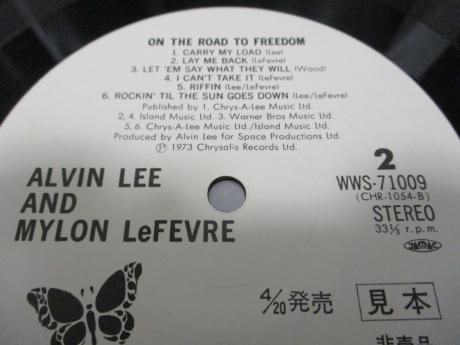 ON THE ROAD TO FREEDOM
1. CARRY MY LOAD (Lee)
2. LAY ME BACK (LeFevre)
3. LET 'EM SAY WHAT THEY WILL (Wood)
4. I CAN'T TAKE IT (LeFevre)
5. RIFFIN (Lee/LeFevre)
6. ROCKIN' TIL THE SUN GOES DOWN (Lee/LeFevre)
Published by 1. Chrys-A-Lee Music Ltd.
2, 4. Island Music Ltd. 3. Warner Bros Music Ltd.
5, 6. Chrys-A-Lee Music Ltd./Island Music Ltd.
Produced by Alvin Lee for Space Productions Ltd.
Ⓟ 1973 Chrysalis Records Ltd.
ALVIN LEE
AND
MYLON LeFEVRE
2
WWS-71009
(CHR-1054-B)
STEREO
33⅓ r.p.m.
JASRAC
4/20発売
見本
非売品